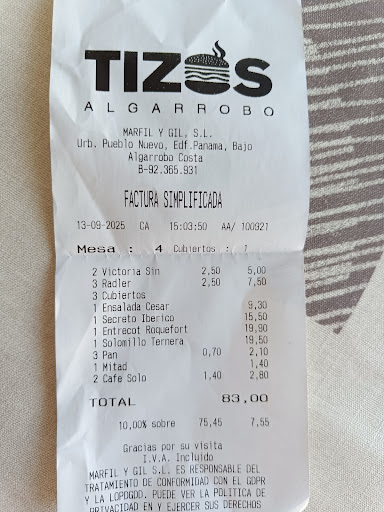 TIZOS
ALGARROBO
MARFIL Y GIL, S.L.
Urb. Pueblo Nuevo, Edf.Panama, Bajo
Algarrobo Costa
B-92.365.931
FACTURA SIMPLIFICADA
13-09-2025 CA 15:03:50 AA/ 100921
Mesa : 4 Cubiertos : 1
2 Victoria Sin 2,50 5,00
3 Radler 2,50 7,50
3 Cubiertos
1 Ensalada Cesar 9,30
1 Secreto Iberico 15,50
1 Entrecot Roquefort 19,90
1 Solomillo Ternera 19,50
3 Pan 0,70 2,10
1 Mitad 1,40
2 Cafe Solo 1,40 2,80
TOTAL 83,00
10,00% sobre 75,45 7,55
Gracias por su visita
I.V.A. Incluido
MARFIL Y GIL S.L. ES RESPONSABLE DEL
TRATAMIENTO DE CONFORMIDAD CON EL GDPR
Y LA LOPDGDD. PUEDE VER LA POLITICA DE
PRIVACIDAD EN Y EJERCER SUS DERECHOS